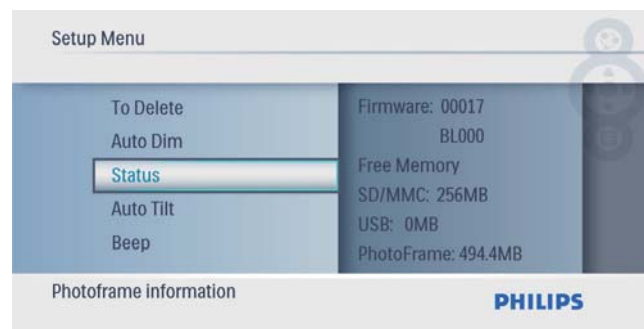 Setup Menu
To Delete
Auto Dim
Status
Auto Tilt
Beep
Firmware: 00017
BL000
Free Memory
SD/MMC: 256MB
USB: 0MB
PhotoFrame: 494.4MB
Photoframe information
PHILIPS